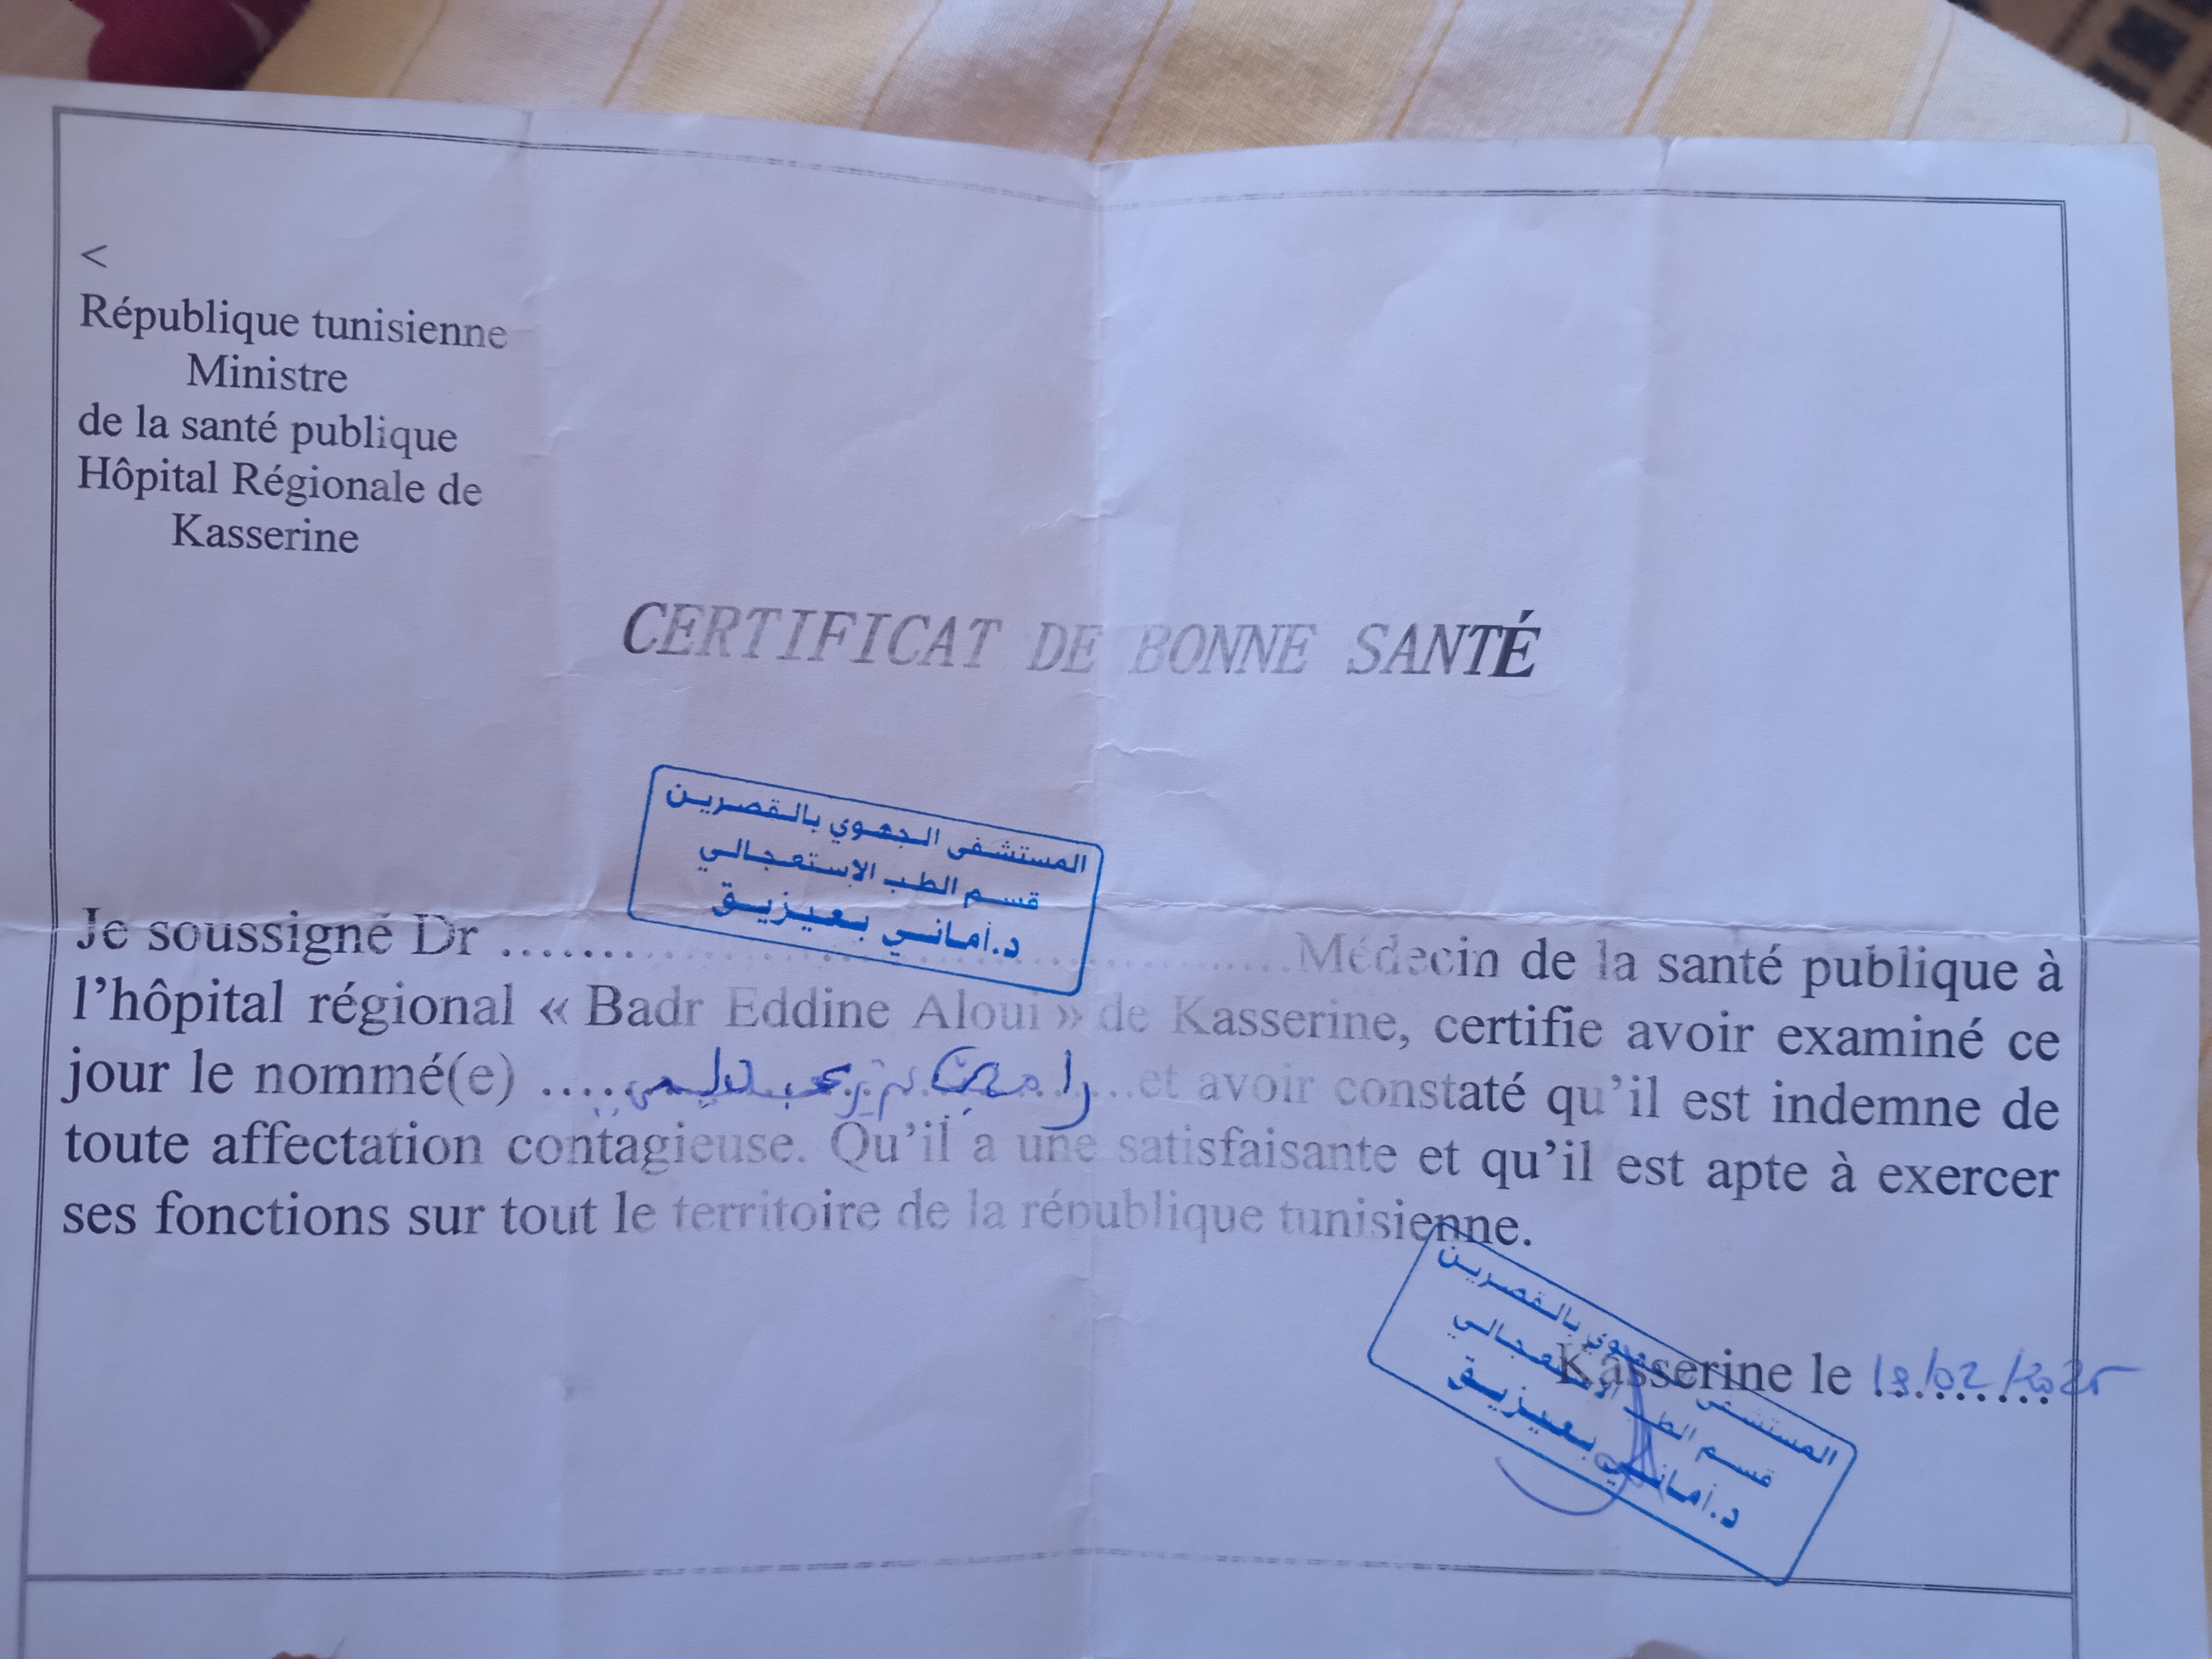 <
République tunisienne
Ministre
de la santé publique
Hôpital Régionale de
Kasserine
CERTIFICAT DE BONNE SANTÉ
المستشفى الجهوي بالقصرين
قسم الطب الإستعجالي
د.أماني بعيزيق
Je soussigné Dr ........................................Médecin de la santé publique à
l'hôpital régional « Badr Eddine Aloui » de Kasserine, certifie avoir examiné ce
jour le nommé(e) .... ...et avoir constaté qu'il est indemne de
toute affectation contagieuse. Qu'il a une satisfaisante et qu'il est apte à exercer
ses fonctions sur tout le territoire de la république tunisienne.
Kasserine le /02/2025
المستشفى الجهوي بالقصرين
قسم الطب الإستعجالي
د.أماني بعيزيق